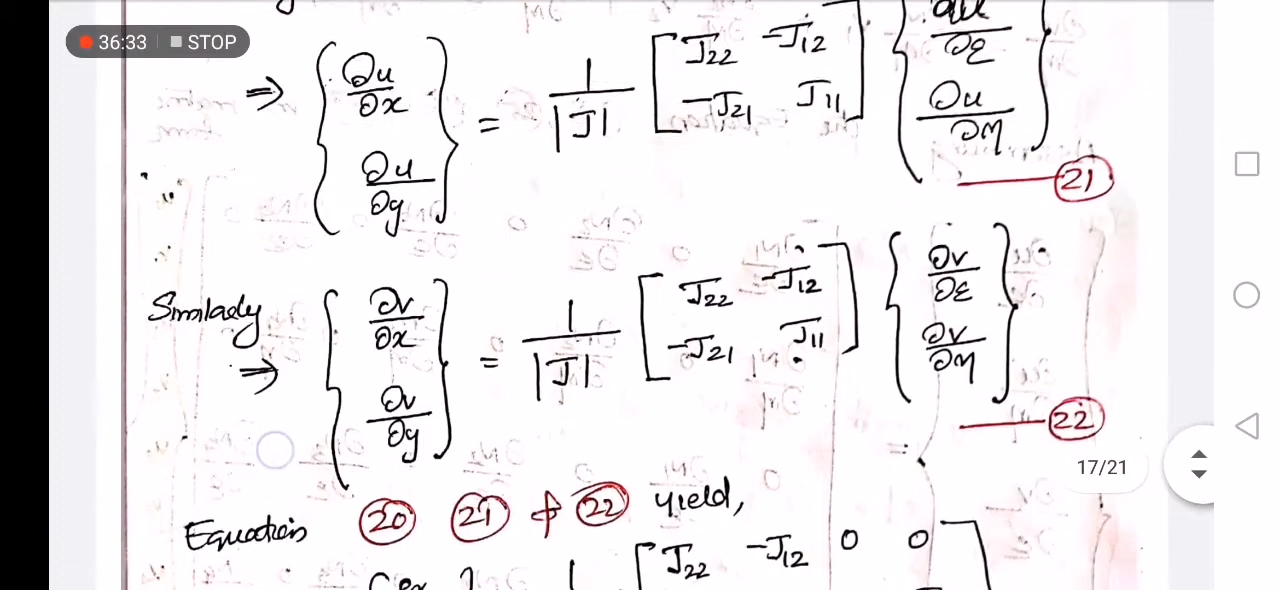 36:33 STOP
⇒ {∂u/∂x ∂u/∂y} = 1/|J| [J22 -J12 -J21 J11] {∂u/∂ε ∂u/∂η}
21
Similarly ⇒ {∂v/∂x ∂v/∂y} = 1/|J| [J22 -J12 -J21 J11] {∂v/∂ε ∂v/∂η}
22
17/21
Equations 20 21 + 22 yield,
J22 -J12 0 0